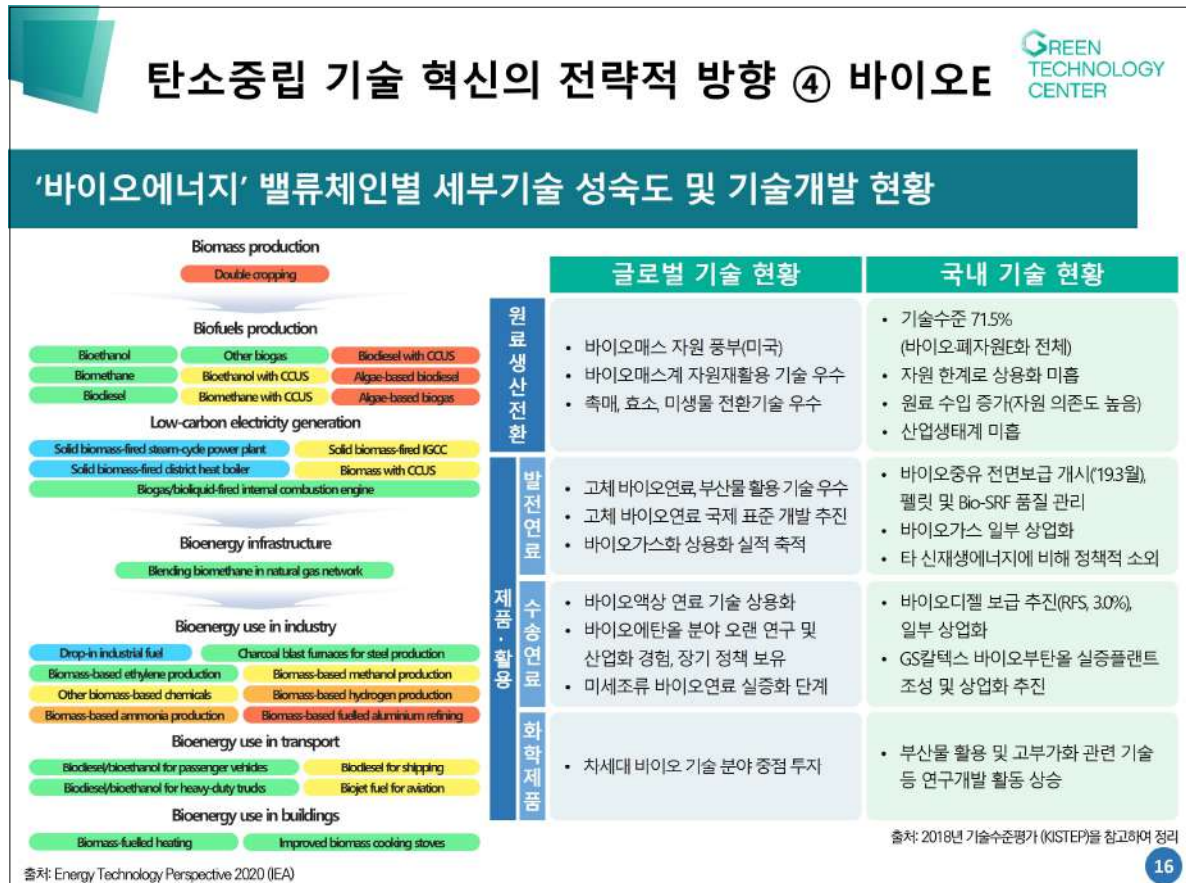 탄소중립 기술 혁신의 전략적 방향 ④ 바이오E
GREEN
TECHNOLOGY
CENTER
‘바이오에너지’ 밸류체인별 세부기술 성숙도 및 기술개발 현황
Biomass production
Double cropping
Biofuels production
Bioethanol
Other biogas
Biodiesel with CCUS
Biomethane
Bioethanol with CCUS
Algae-based biodiesel
Biodiesel
Biomethane with CCUS
Algae-based biogas
Low-carbon electricity generation
Solid biomass-fired steam-cycle power plant
Solid biomass-fired IGCC
Solid biomass-fired district heat boiler
Biomass with CCUS
Biogas/bioliquid-fired internal combustion engine
Bioenergy infrastructure
Blending biomethane in natural gas network
Bioenergy use in industry
Drop-in industrial fuel
Charcoal blast furnaces for steel production
Biomass-based ethylene production
Biomass-based methanol production
Other biomass-based chemicals
Biomass-based hydrogen production
Biomass-based ammonia production
Biomass-based fuelled aluminium refining
Bioenergy use in transport
Biodiesel/bioethanol for passenger vehicles
Biodiesel for shipping
Biodiesel/bioethanol for heavy-duty trucks
Biojet fuel for aviation
Bioenergy use in buildings
Biomass-fuelled heating
Improved biomass cooking stoves
출처: Energy Technology Perspective 2020 (IEA)
글로벌 기술 현황
국내 기술 현황
원료생산전환
• 바이오매스 자원 풍부(미국)
• 바이오매스계 자원재활용 기술 우수
• 촉매, 효소, 미생물 전환기술 우수
• 기술수준 71.5%
(바이오·폐자원E화 전체)
• 자원 한계로 상용화 미흡
• 원료 수입 증가(자원 의존도 높음)
• 산업생태계 미흡
제품·활용
발전연료
• 고체 바이오연료, 부산물 활용 기술 우수
• 고체 바이오연료 국제 표준 개발 추진
• 바이오가스화 상용화 실적 축적
• 바이오중유 전면보급 개시('19.3월),
펠릿 및 Bio-SRF 품질 관리
• 바이오가스 일부 상업화
• 타 신재생에너지에 비해 정책적 소외
수송연료
• 바이오액상 연료 기술 상용화
• 바이오에탄올 분야 오랜 연구 및
산업화 경험, 장기 정책 보유
• 미세조류 바이오연료 실증화 단계
• 바이오디젤 보급 추진(RFS, 3.0%),
일부 상업화
• GS칼텍스 바이오부탄올 실증플랜트
조성 및 상업화 추진
화학제품
• 차세대 바이오 기술 분야 중점 투자
• 부산물 활용 및 고부가화 관련 기술
등 연구개발 활동 상승
출처: 2018년 기술수준평가 (KISTEP)을 참고하여 정리
16